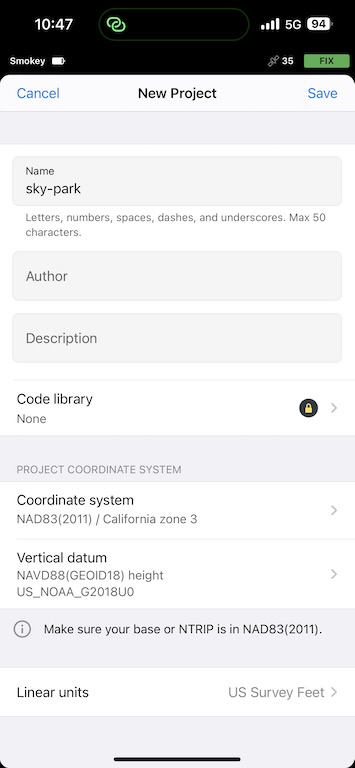 10:47
5G 94
Smokey
35 FIX
Cancel New Project Save
Name
sky-park
Letters, numbers, spaces, dashes, and underscores. Max 50
characters.
Author
Description
Code library
None
PROJECT COORDINATE SYSTEM
Coordinate system
NAD83(2011) / California zone 3
Vertical datum
NAVD88(GEOID18) height
US_NOAA_G2018U0
Make sure your base or NTRIP is in NAD83(2011).
Linear units US Survey Feet